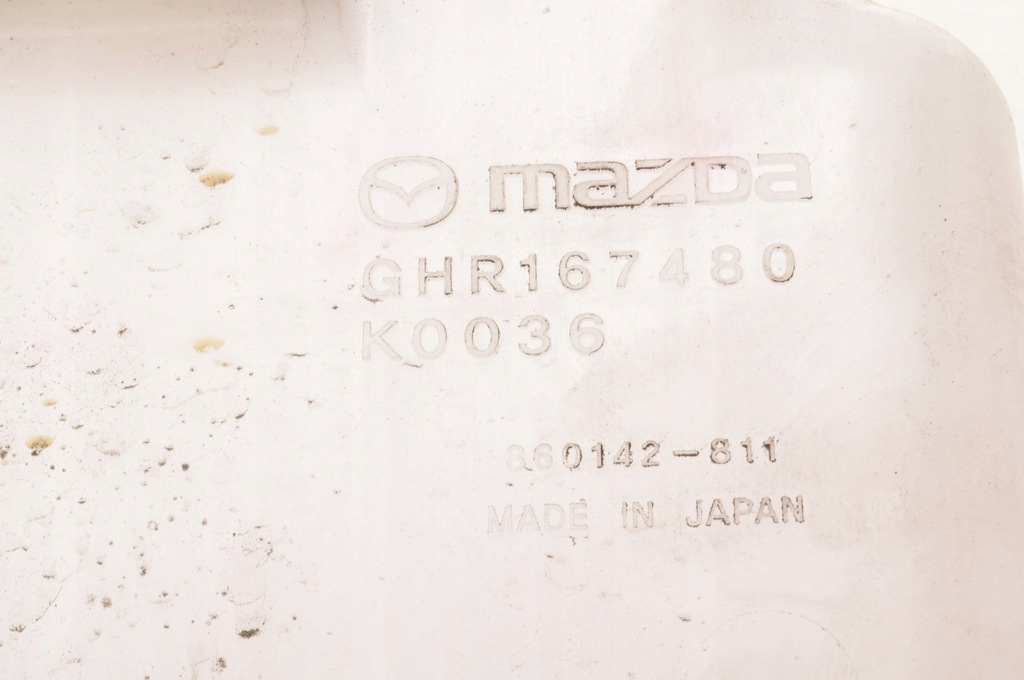 mazda
GHR167480
K0036
860142-811
MADE IN JAPAN